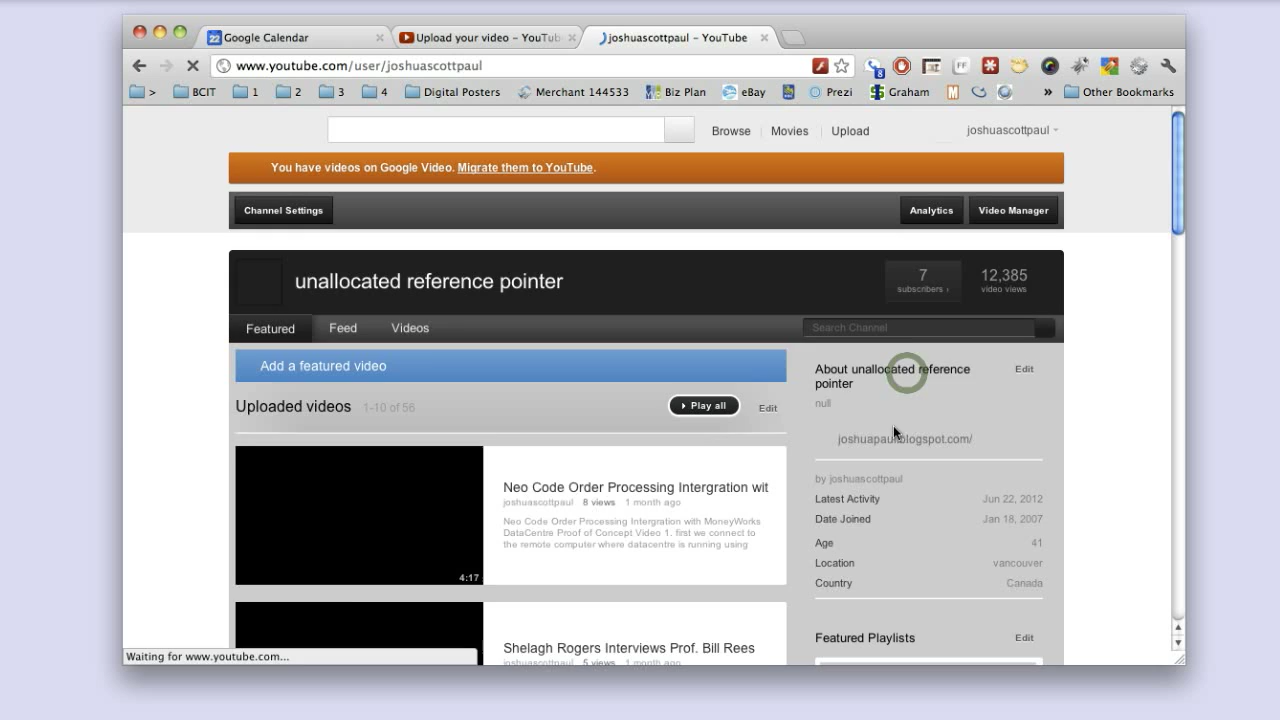 22 Google Calendar
Upload your video – YouTub
joshuascottpaul – YouTube
www.youtube.com/user/joshuascottpaul
8
FF
>
BCIT
1
2
3
4
Digital Posters
Merchant 144533
Biz Plan
eBay
Prezi
Graham
M
»
Other Bookmarks
Browse
Movies
Upload
joshuascottpaul
You have videos on Google Video. Migrate them to YouTube.
Channel Settings
Analytics
Video Manager
unallocated reference pointer
7
subscribers ›
12,385
video views
Featured
Feed
Videos
Search Channel
Add a featured video
Uploaded videos 1-10 of 56
Play all
Edit
4:17
Neo Code Order Processing Intergration wit
joshuascottpaul 8 views 1 month ago
Neo Code Order Processing Intergration with MoneyWorks
DataCentre Proof of Concept Video 1. first we connect to
the remote computer where datacentre is running using
Shelagh Rogers Interviews Prof. Bill Rees
joshuascottpaul 5 views 1 month ago
About unallocated reference
pointer
Edit
null
joshuapaul.blogspot.com/
by joshuascottpaul
Latest Activity Jun 22, 2012
Date Joined Jan 18, 2007
Age 41
Location vancouver
Country Canada
Featured Playlists
Edit
Waiting for www.youtube.com...